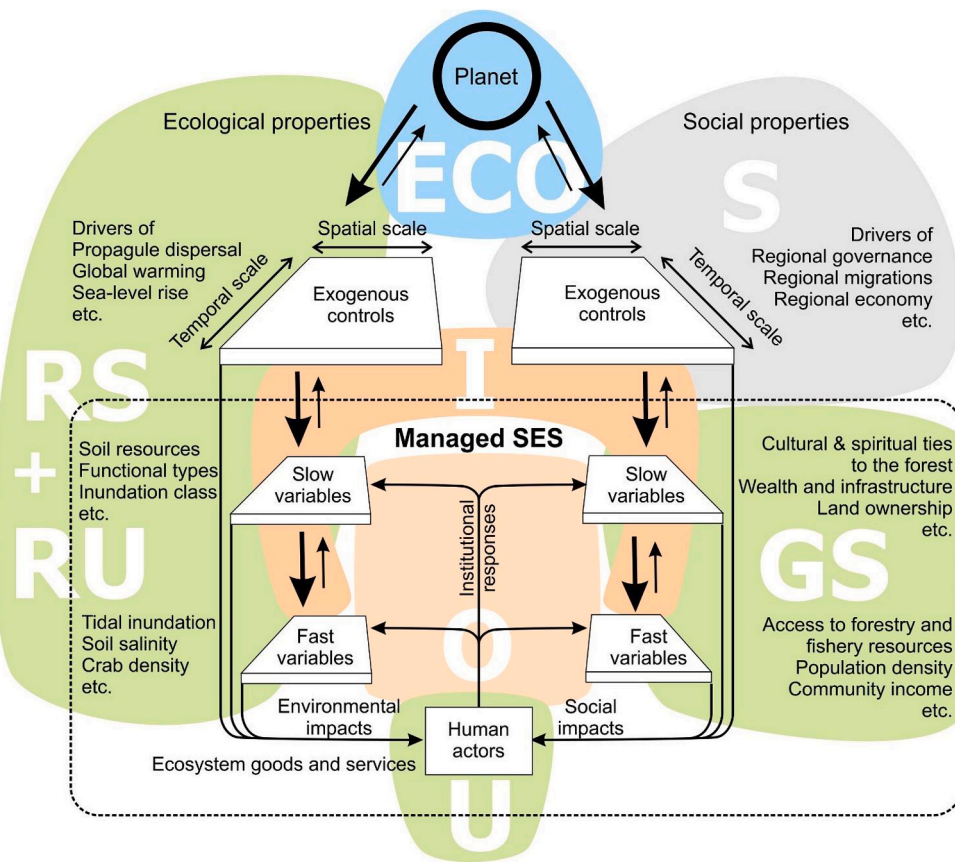 Planet
ECO
Ecological properties
Social properties
S
Spatial scale
Spatial scale
Drivers of
Propagule dispersal
Global warming
Sea-level rise
etc.
Temporal scale
Exogenous
controls
Exogenous
controls
Temporal scale
Drivers of
Regional governance
Regional migrations
Regional economy
etc.
RS
+
RU
I
Managed SES
Soil resources
Functional types
Inundation class
etc.
Slow
variables
Institutional
responses
Slow
variables
Cultural & spiritual ties
to the forest
Wealth and infrastructure
Land ownership
etc.
GS
Tidal inundation
Soil salinity
Crab density
etc.
Fast
variables
O
Fast
variables
Access to forestry and
fishery resources
Population density
Community income
etc.
Environmental
impacts
Human
actors
Social
impacts
Ecosystem goods and services
U